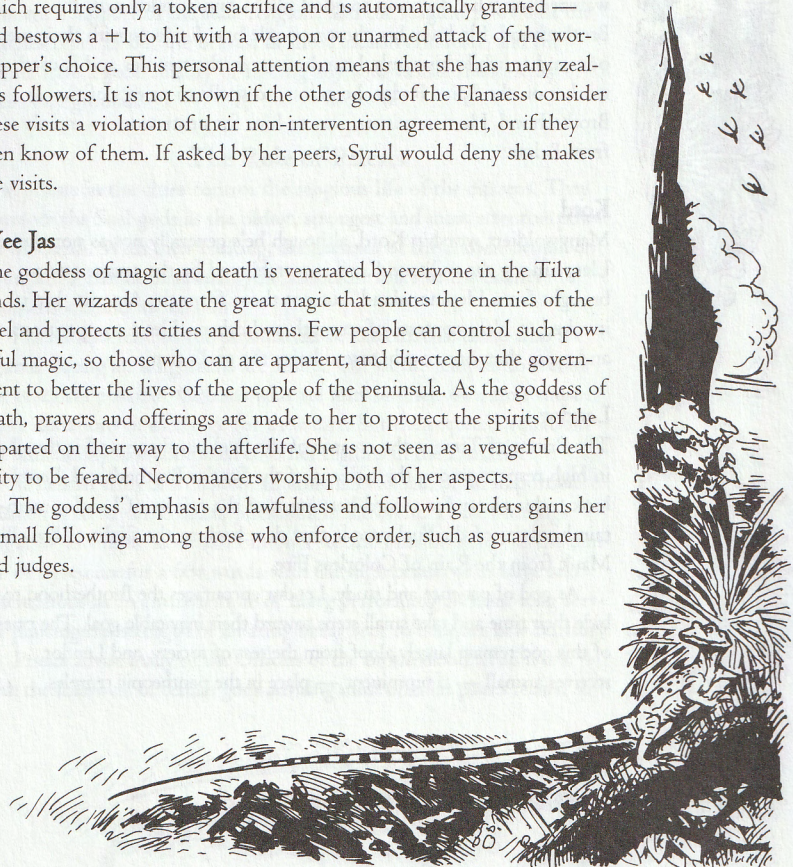 ich requires only a token sacrifice and is automatically granted —
d bestows a +1 to hit with a weapon or unarmed attack of the wor-
pper's choice. This personal attention means that she has many zeal-
s followers. It is not known if the other gods of the Flanaess consider
ese visits a violation of their non-intervention agreement, or if they
en know of them. If asked by her peers, Syrul would deny she makes
e visits.
ee Jas
e goddess of magic and death is venerated by everyone in the Tilva
nds. Her wizards create the great magic that smites the enemies of the
el and protects its cities and towns. Few people can control such pow-
ful magic, so those who can are apparent, and directed by the govern-
ent to better the lives of the people of the peninsula. As the goddess of
ath, prayers and offerings are made to her to protect the spirits of the
parted on their way to the afterlife. She is not seen as a vengeful death
ity to be feared. Necromancers worship both of her aspects.
The goddess' emphasis on lawfulness and following orders gains her
mall following among those who enforce order, such as guardsmen
d judges.